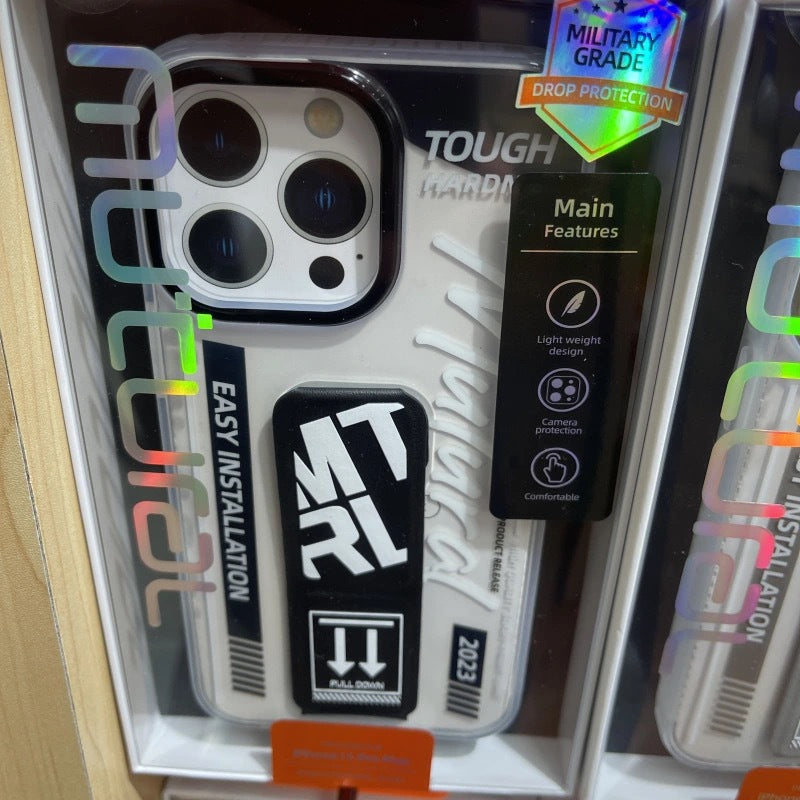 mutural
MILITARY
GRADE
DROP PROTECTION
TOUGH
Main
Features
Light weight
design
Camera
protection
Comfortable
Mutural
EASY INSTALLATION
MT
RL
PULL DOWN
PRODUCT RELEASE
2023
mutural
INSTALLATION